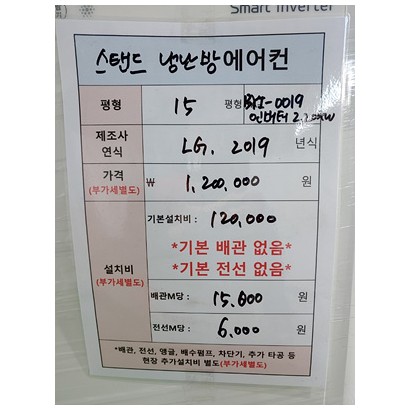 Smart Inverter
스탠드 냉난방에어컨
평형 15 평형 RRI-0019
인버터 2.20KW
제조사
연식 LG. 2019 년식
가격
(부가세별도) ₩ 1,200,000 원
기본설치비 : 120,000
*기본 배관 없음*
설치비 *기본 전선 없음*
(부가세별도)
배관M당 : 15,600 원
전선M당 : 6,000 원
*배관, 전선, 앵글, 배수펌프, 차단기, 추가 타공 등
현장 추가설치비 별도(부가세별도)